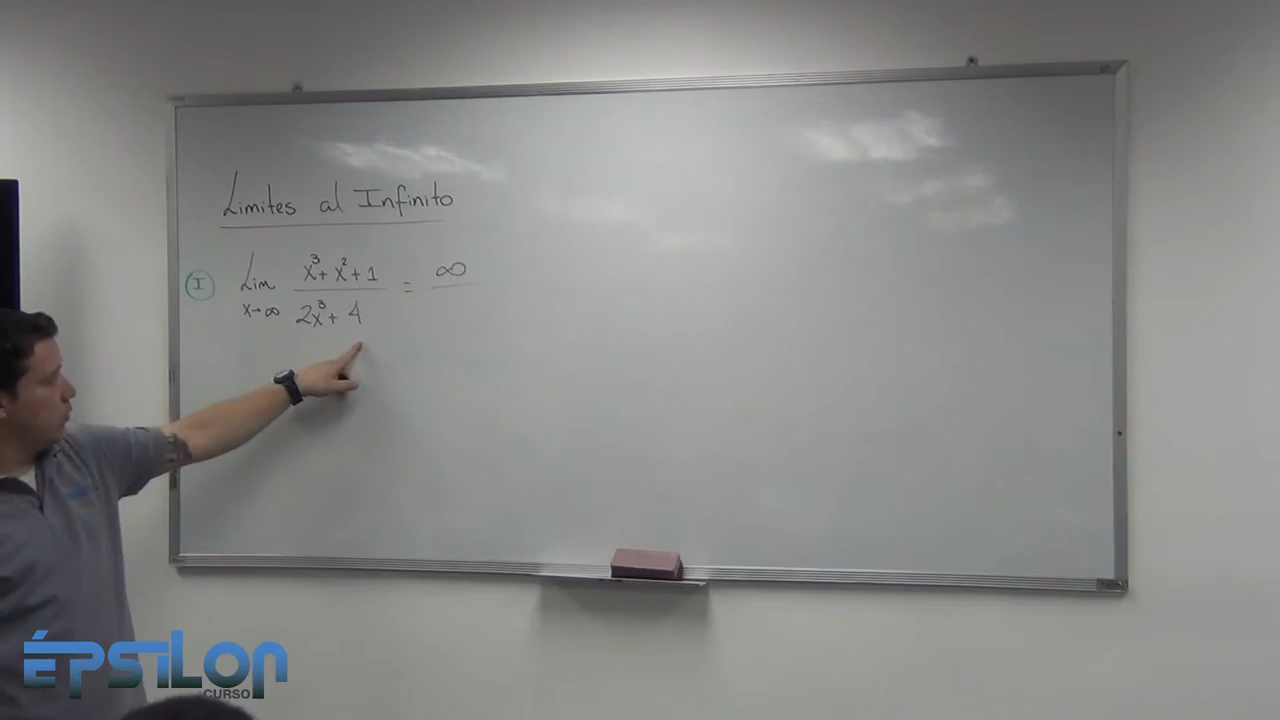 Limites al Infinito
I Lim x→∞ (x³+x²+1)/(2x³+4) = ∞/
ÉPSILON
CURSO